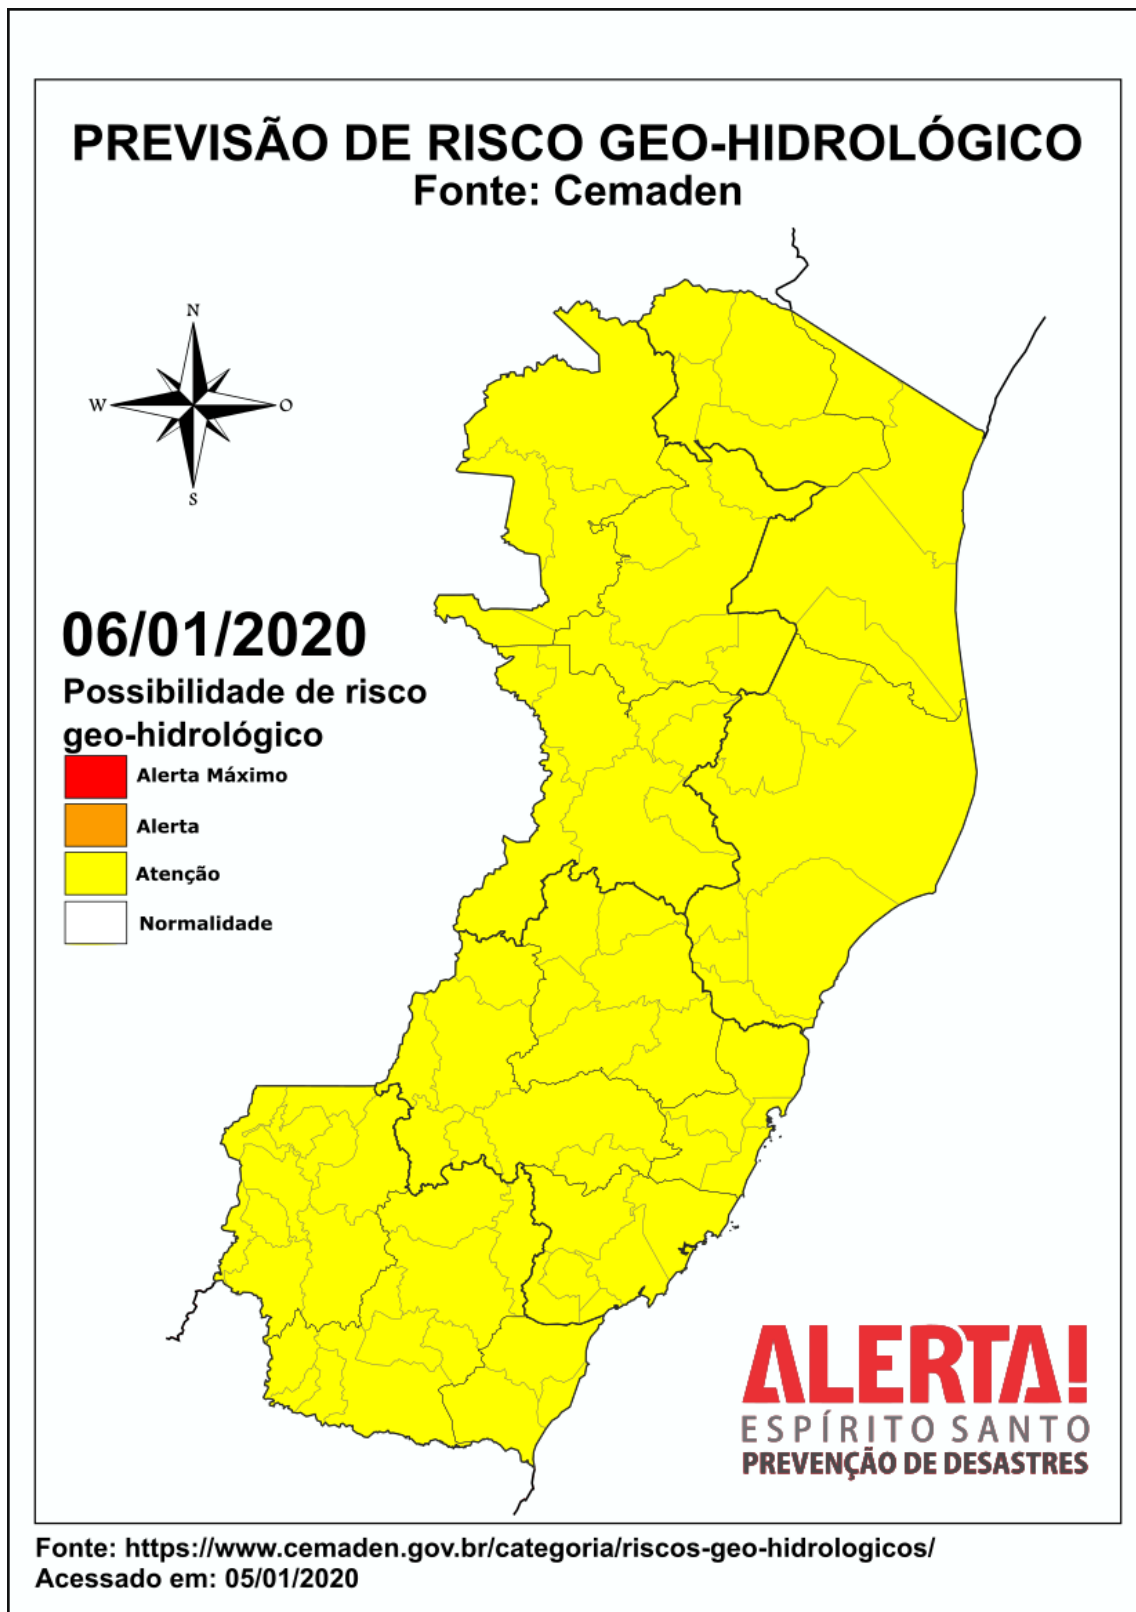 PREVISÃO DE RISCO GEO-HIDROLÓGICO
Fonte: Cemaden
N
W
O
S
06/01/2020
Possibilidade de risco
geo-hidrológico
Alerta Máximo
Alerta
Atenção
Normalidade
ALERTA!
ESPÍRITO SANTO
PREVENÇÃO DE DESASTRES
Fonte: https://www.cemaden.gov.br/categoria/riscos-geo-hidrologicos/
Acessado em: 05/01/2020